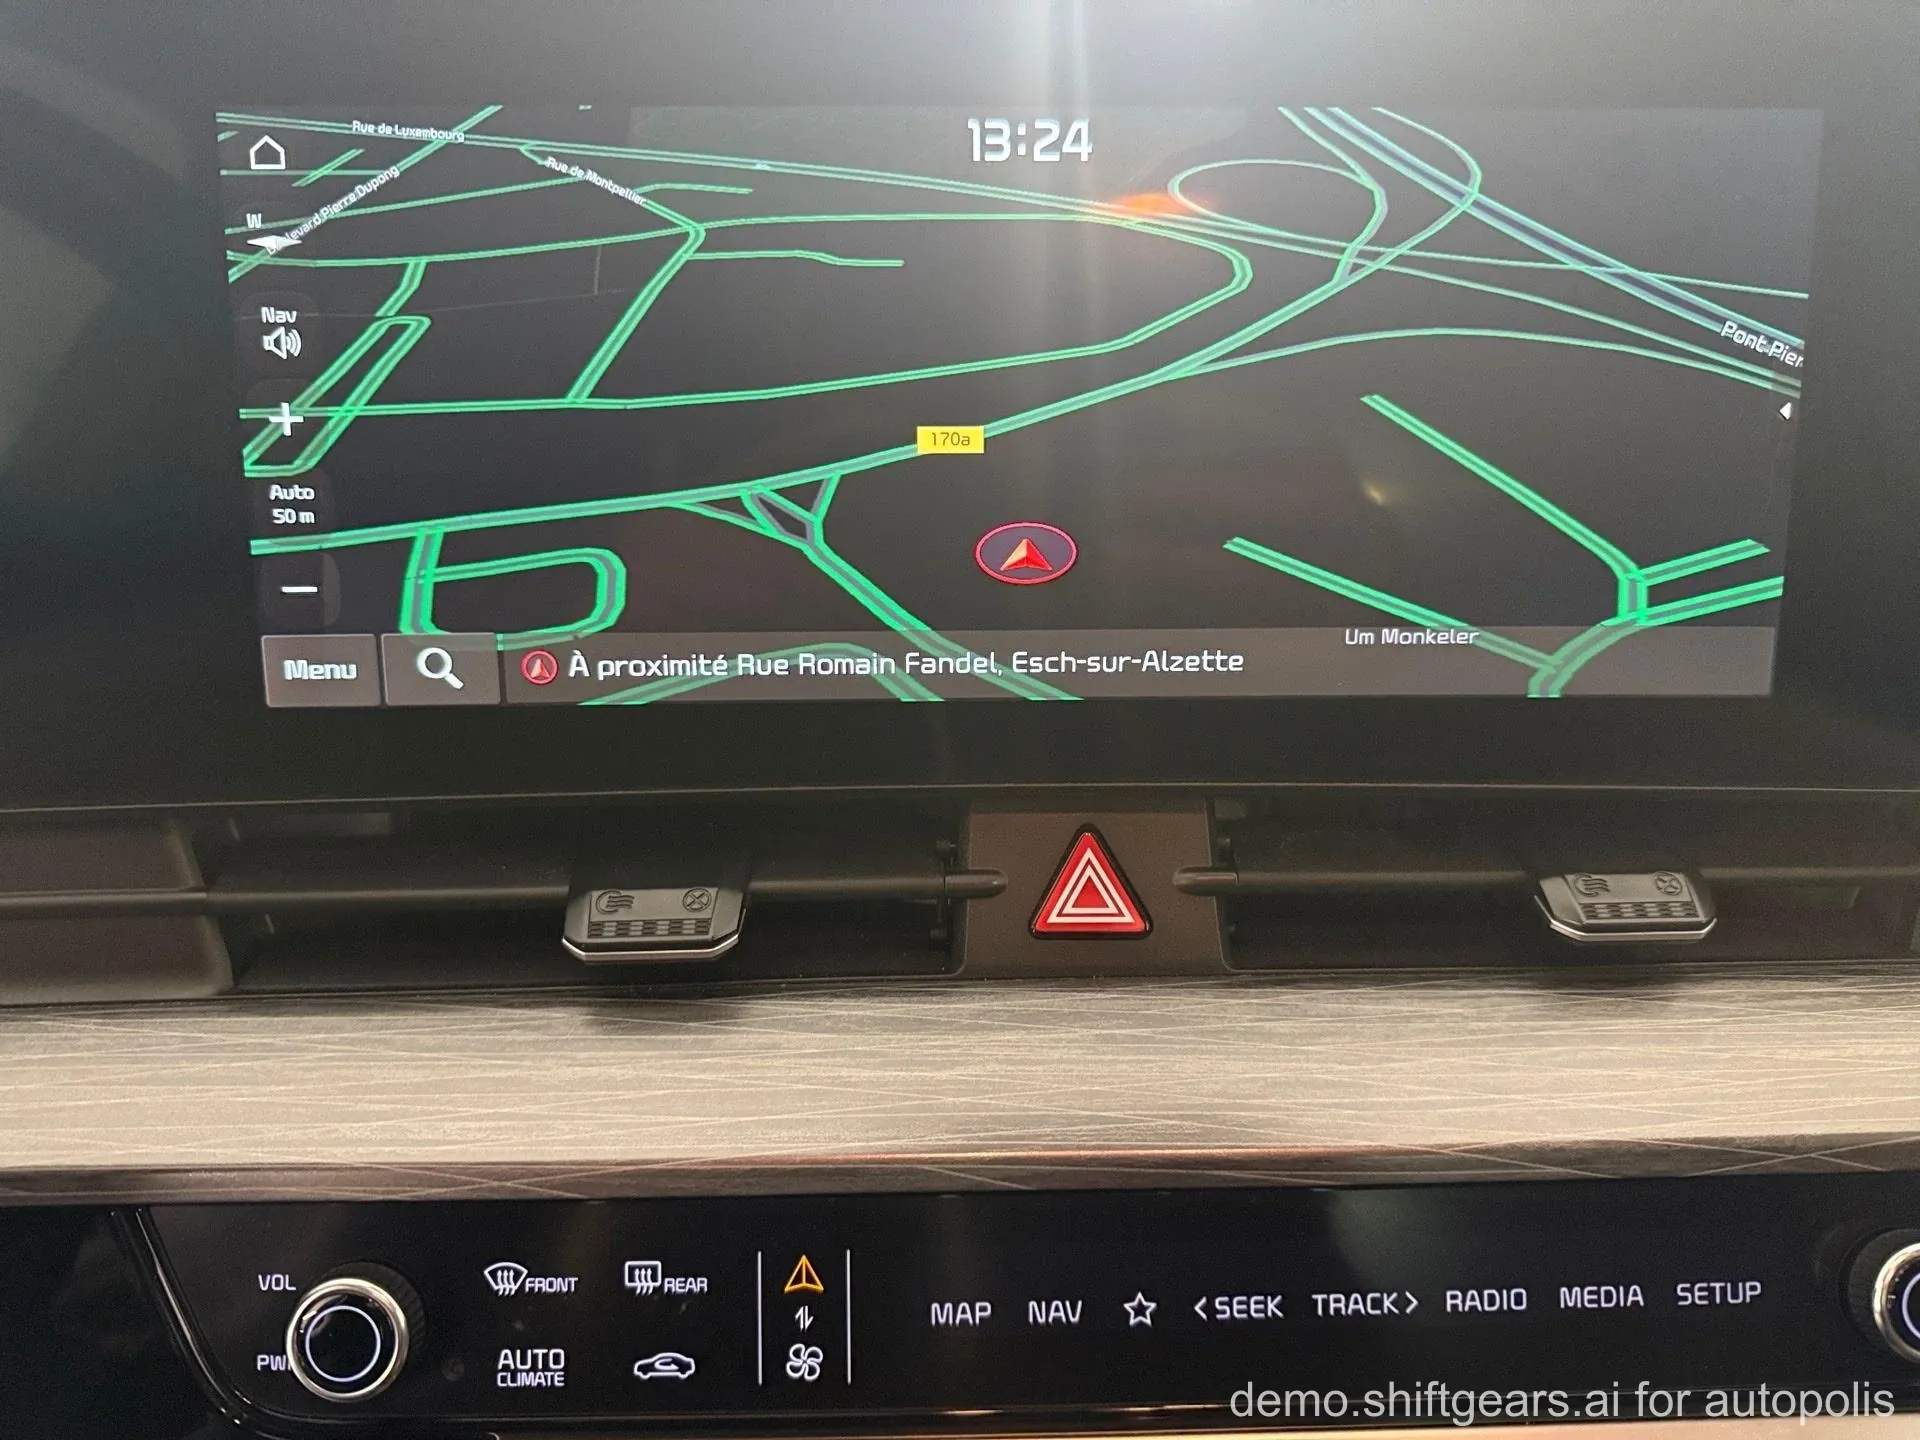 13:24
Rue de Luxembourg
Rue de Montpellier
Boulevard Pierre Dupong
W
Nav
Pont Pier
170a
Auto
50 m
Um Monkeler
Menu
À proximité Rue Romain Fandel, Esch-sur-Alzette
VOL
FRONT
REAR
MAP NAV <SEEK TRACK> RADIO MEDIA SETUP
PW
AUTO
CLIMATE
demo.shiftgears.ai for autopolis